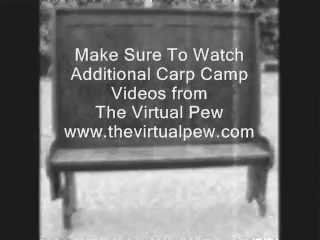 Make Sure To Watch
Additional Carp Camp
Videos from
The Virtual Pew
www.thevirtualpew.com